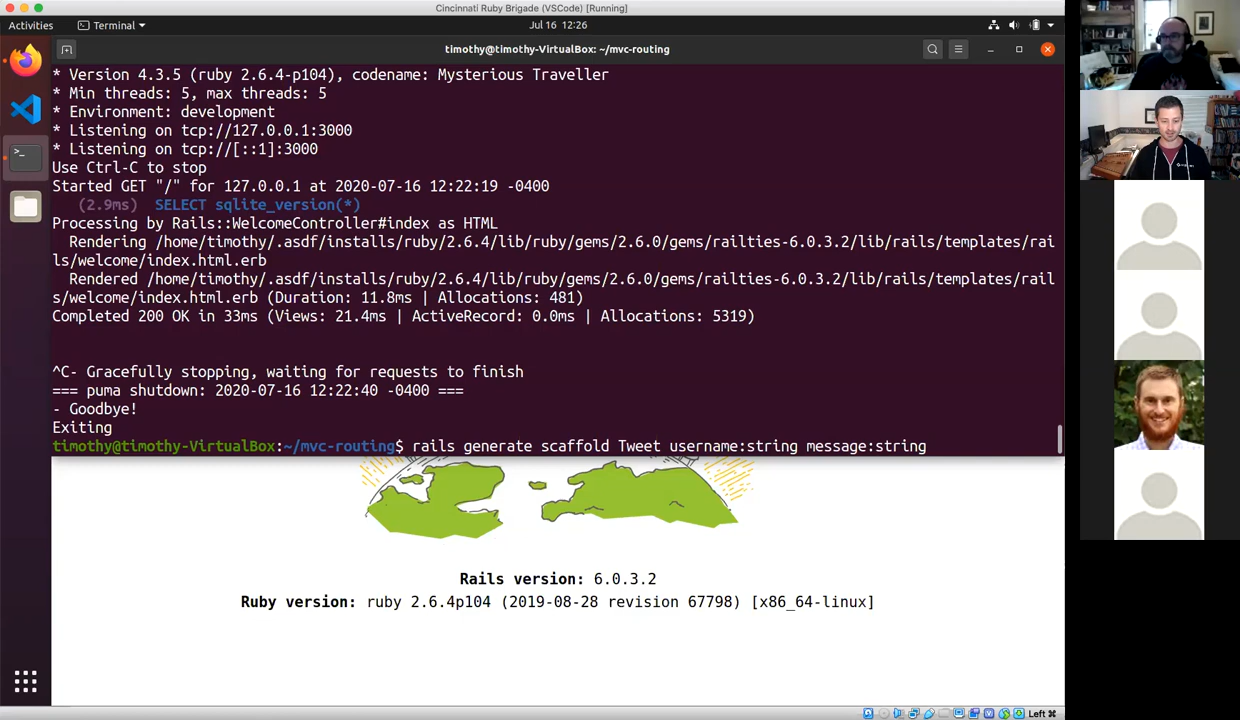 Cincinnati Ruby Brigade (VSCode) [Running]
Activities
Terminal
Jul 16 12:26
timothy@timothy-VirtualBox: ~/mvc-routing
* Version 4.3.5 (ruby 2.6.4-p104), codename: Mysterious Traveller
* Min threads: 5, max threads: 5
* Environment: development
* Listening on tcp://127.0.0.1:3000
* Listening on tcp://[::1]:3000
Use Ctrl-C to stop
Started GET "/" for 127.0.0.1 at 2020-07-16 12:22:19 -0400
(2.9ms) SELECT sqlite_version(*)
Processing by Rails::WelcomeController#index as HTML
Rendering /home/timothy/.asdf/installs/ruby/2.6.4/lib/ruby/gems/2.6.0/gems/railties-6.0.3.2/lib/rails/templates/rai
ls/welcome/index.html.erb
Rendered /home/timothy/.asdf/installs/ruby/2.6.4/lib/ruby/gems/2.6.0/gems/railties-6.0.3.2/lib/rails/templates/rail
s/welcome/index.html.erb (Duration: 11.8ms | Allocations: 481)
Completed 200 OK in 33ms (Views: 21.4ms | ActiveRecord: 0.0ms | Allocations: 5319)
^C- Gracefully stopping, waiting for requests to finish
=== puma shutdown: 2020-07-16 12:22:40 -0400 ===
- Goodbye!
Exiting
timothy@timothy-VirtualBox:~/mvc-routing$ rails generate scaffold Tweet username:string message:string
Rails version: 6.0.3.2
Ruby version: ruby 2.6.4p104 (2019-08-28 revision 67798) [x86_64-linux]
Left ⌘